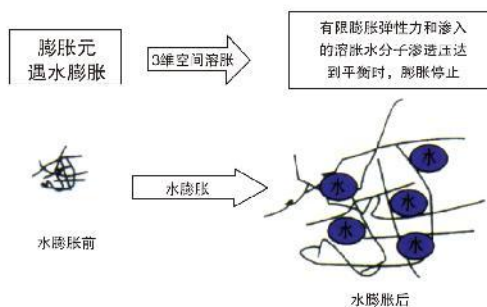 膨胀元
遇水膨胀
3维空间溶胀
有限膨胀弹性力和渗入
的溶胀水分子渗透压达
到平衡时，膨胀停止
水
水
水膨胀
水
水
水
水膨胀前
水膨胀后